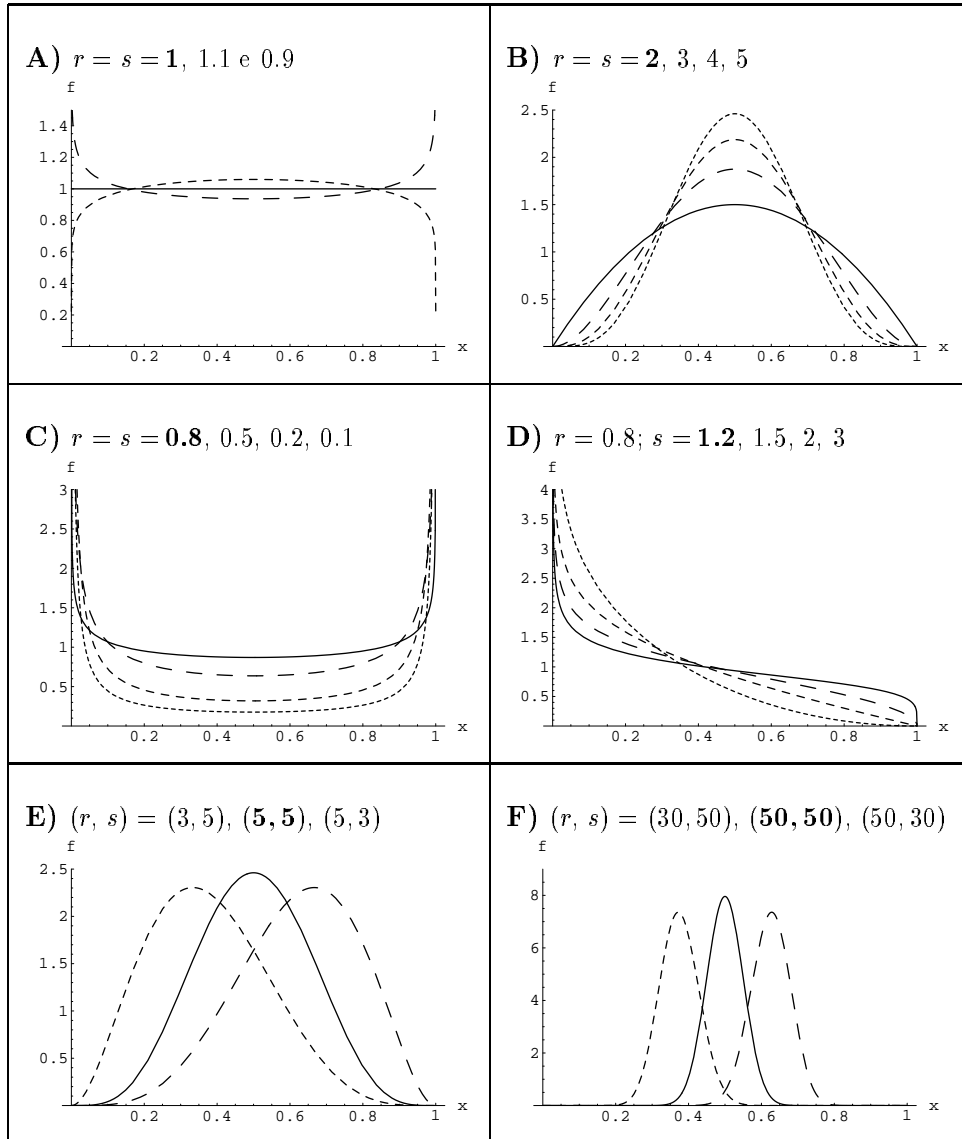 A) r = s = 1, 1.1 e 0.9
f
1.4
1.2
1
0.8
0.6
0.4
0.2
0.2 0.4 0.6 0.8 1 x
B) r = s = 2, 3, 4, 5
f
2.5
2
1.5
1
0.5
0.2 0.4 0.6 0.8 1 x
C) r = s = 0.8, 0.5, 0.2, 0.1
f
3
2.5
2
1.5
1
0.5
0.2 0.4 0.6 0.8 1 x
D) r = 0.8; s = 1.2, 1.5, 2, 3
f
4
3.5
3
2.5
2
1.5
1
0.5
0.2 0.4 0.6 0.8 1 x
E) (r, s) = (3, 5), (5, 5), (5, 3)
f
2.5
2
1.5
1
0.5
0.2 0.4 0.6 0.8 1 x
F) (r, s) = (30, 50), (50, 50), (50, 30)
f
8
6
4
2
0.2 0.4 0.6 0.8 1 x